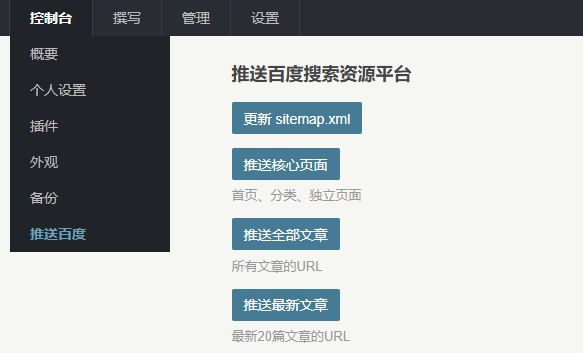 控制台 撰写 管理 设置
概要
个人设置
插件
外观
备份
推送百度
推送百度搜索资源平台
更新 sitemap.xml
推送核心页面
首页、分类、独立页面
推送全部文章
所有文章的URL
推送最新文章
最新20篇文章的URL